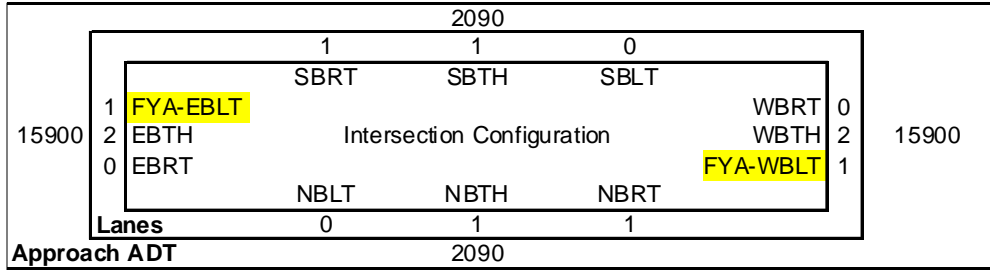 2090
1 1 0
SBRT SBTH SBLT
1 FYA-EBLT WBRT 0
15900 2 EBTH Intersection Configuration WBTH 2 15900
0 EBRT FYA-WBLT 1
NBLT NBTH NBRT
Lanes 0 1 1
Approach ADT 2090